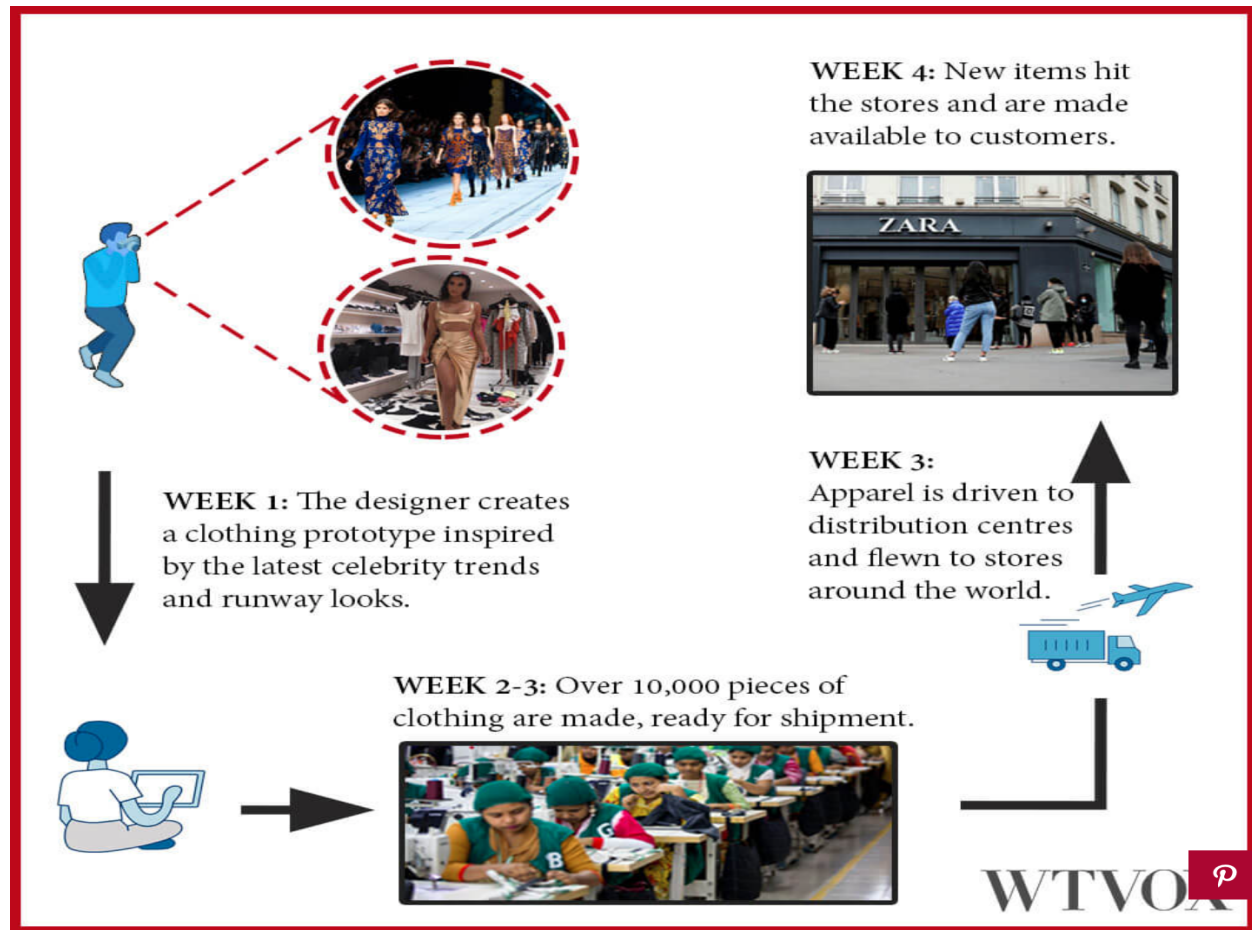 WEEK 1: The designer creates
a clothing prototype inspired
by the latest celebrity trends
and runway looks.
WEEK 2-3: Over 10,000 pieces of
clothing are made, ready for shipment.
B
WEEK 3:
Apparel is driven to
distribution centres
and flewn to stores
around the world.
WEEK 4: New items hit
the stores and are made
available to customers.
ZARA
WTVOX